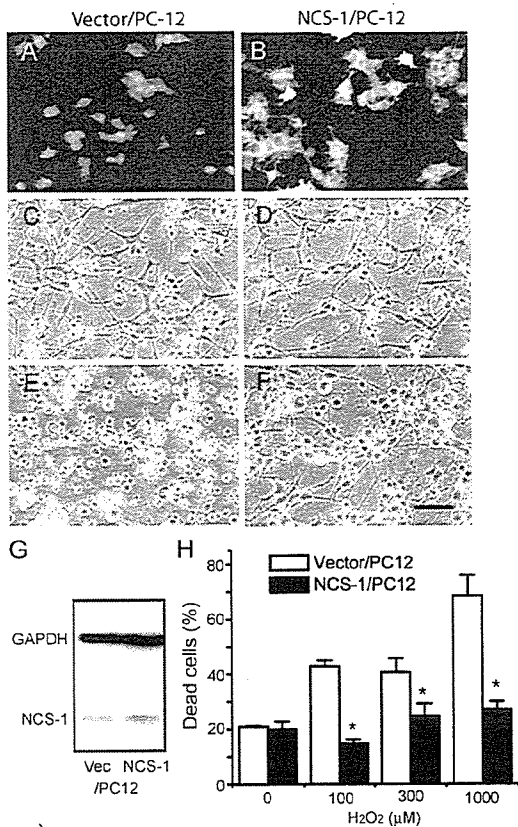 Vector/PC-12 NCS-1/PC-12
A B
C D
E F
G H
GAPDH
NCS-1
Vec NCS-1
/PC12
Vector/PC12
NCS-1/PC12
Dead cells (%)
80
60
40
20
0
* * *
0 100 300 1000
H2O2 (μM)